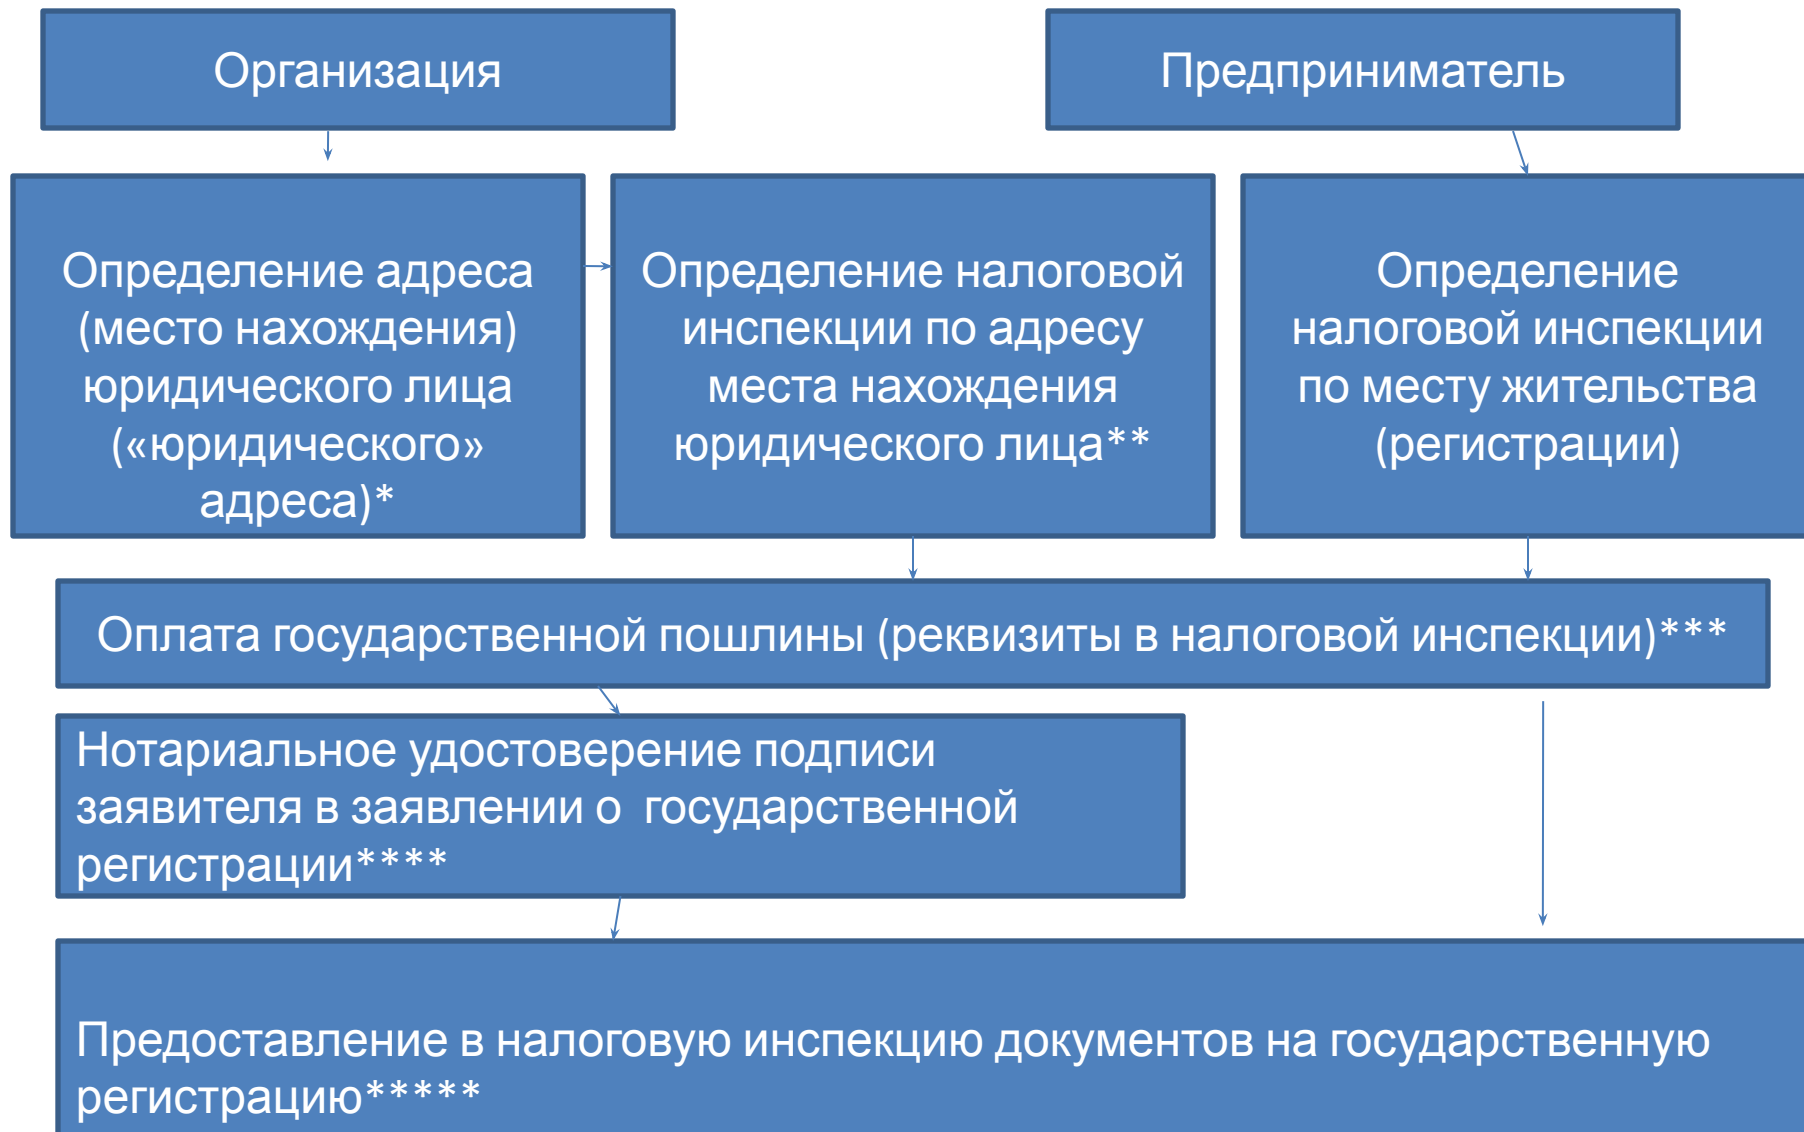 Организация
Предприниматель
Определение адреса
(место нахождения)
юридического лица
(«юридического»
адреса)*
Определение налоговой
инспекции по адресу
места нахождения
юридического лица**
Определение
налоговой инспекции
по месту жительства
(регистрации)
Оплата государственной пошлины (реквизиты в налоговой инспекции)***
Нотариальное удостоверение подписи
заявителя в заявлении о  государственной
регистрации****
Предоставление в налоговую инспекцию документов на государственную
регистрацию*****